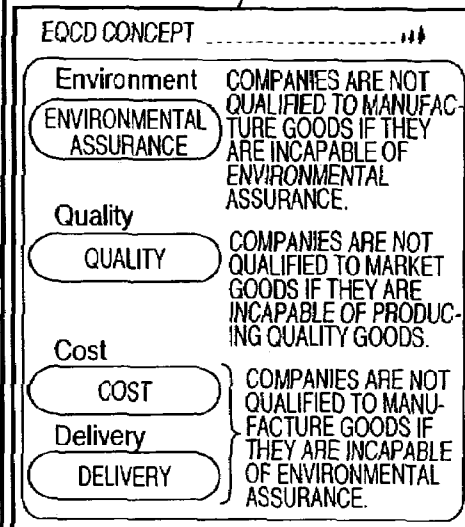 EQCD CONCEPT
Environment
ENVIRONMENTAL
ASSURANCE
COMPANIES ARE NOT
QUALIFIED TO MANUFAC-
TURE GOODS IF THEY
ARE INCAPABLE OF
ENVIRONMENTAL
ASSURANCE.
Quality
QUALITY
COMPANIES ARE NOT
QUALIFIED TO MARKET
GOODS IF THEY ARE
INCAPABLE OF PRODUC-
ING QUALITY GOODS.
Cost
COST
Delivery
DELIVERY
COMPANIES ARE NOT
QUALIFIED TO MANU-
FACTURE GOODS IF
THEY ARE INCAPABLE
OF ENVIRONMENTAL
ASSURANCE.